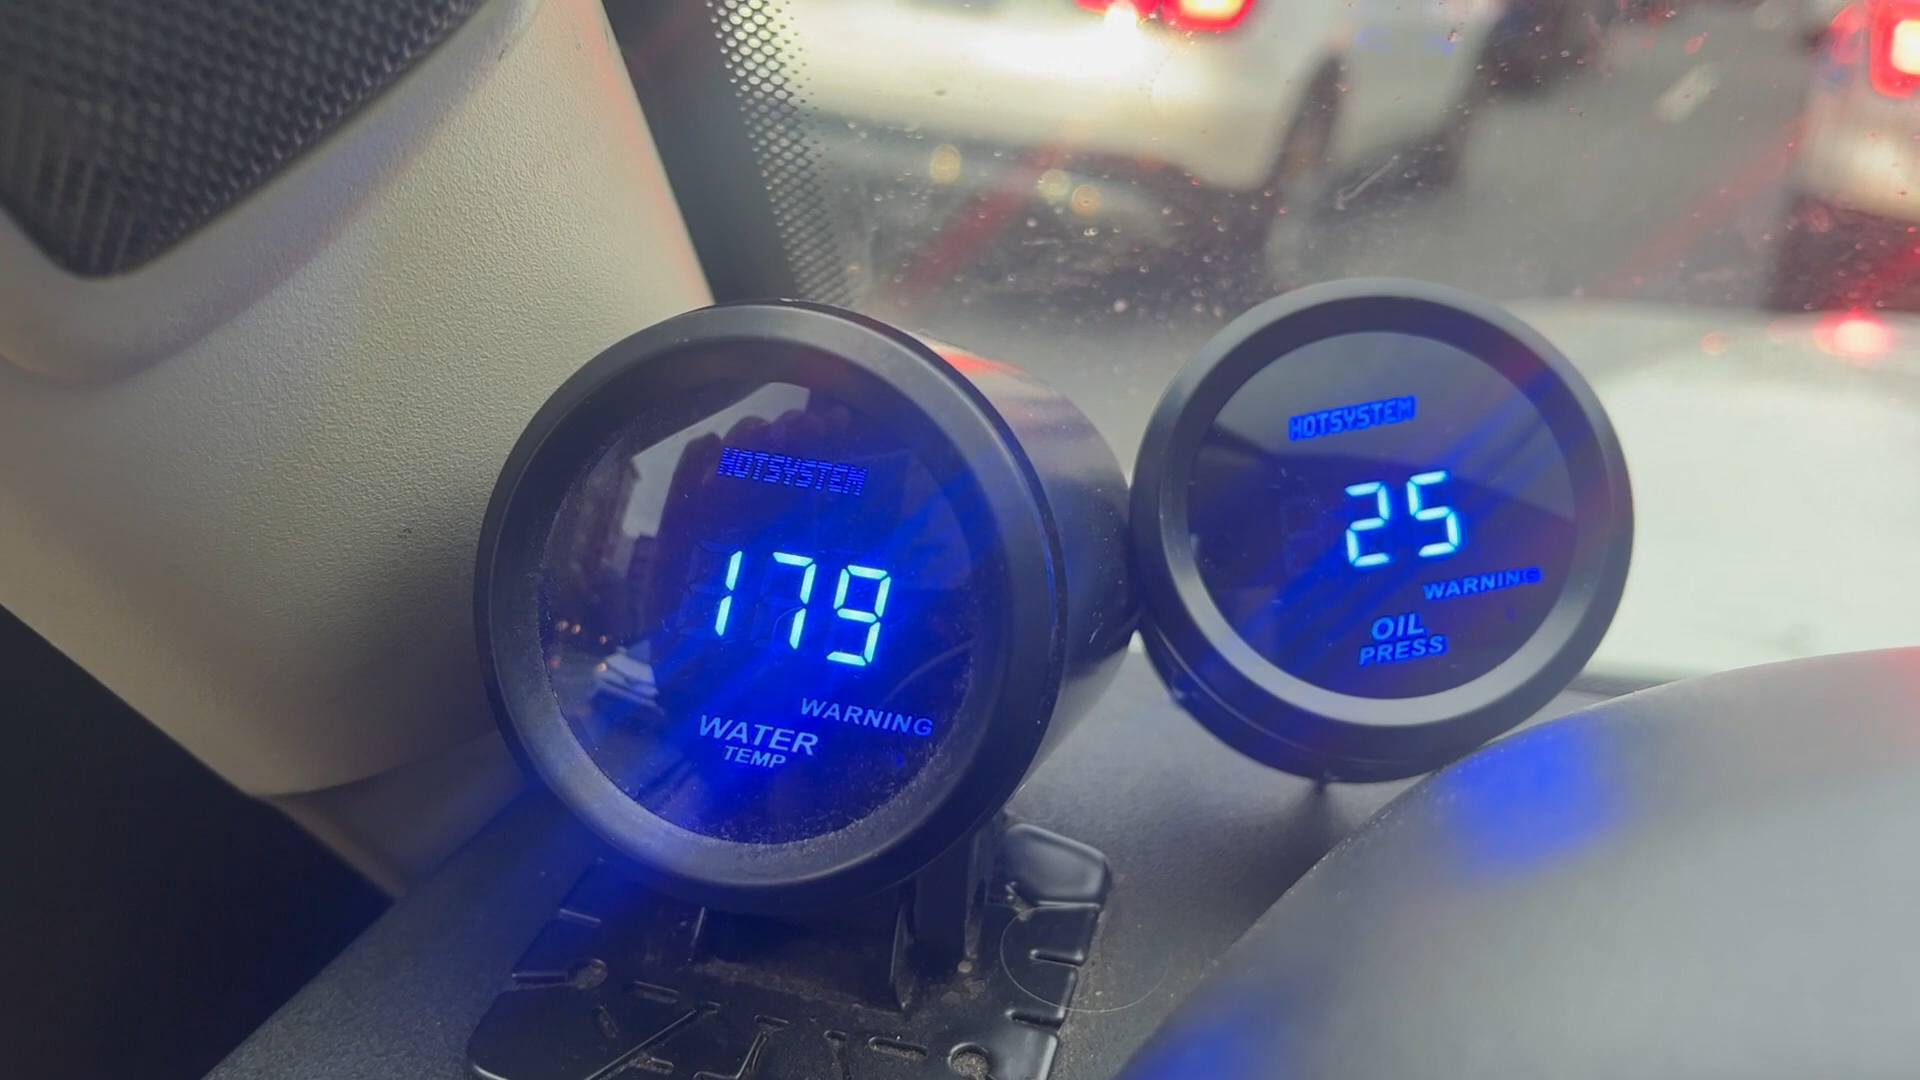 HOTSYSTEM
179
WARNING
WATER
TEMP
HOTSYSTEM
25
WARNING
OIL
PRESS